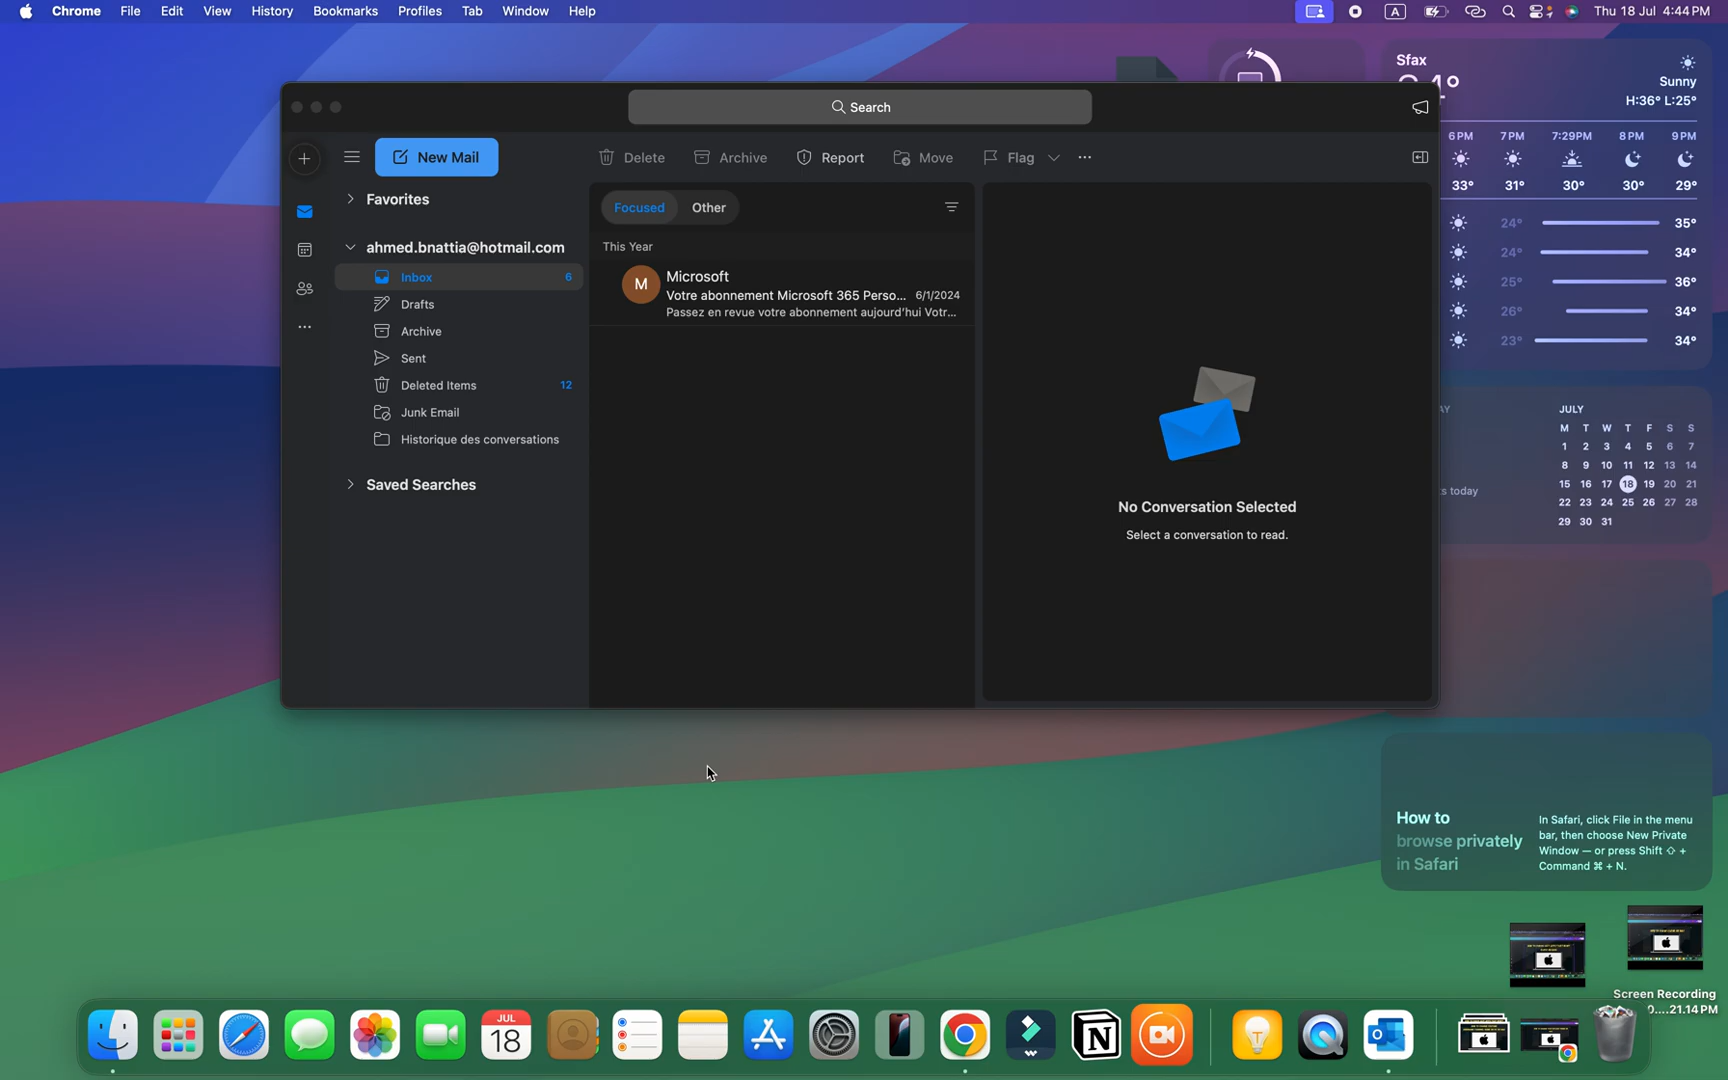 Chrome File Edit View History Bookmarks Profiles Tab Window Help A Thu 18 Jul 4:44PM
Search
New Mail
Delete
Archive
Report
Move
Flag
Favorites
ahmed.bnattia@hotmail.com
Inbox 6
Drafts
Archive
Sent
Deleted Items 12
Junk Email
Historique des conversations
Saved Searches
Focused Other
This Year
M
Microsoft
Votre abonnement Microsoft 365 Perso... 6/1/2024
Passez en revue votre abonnement aujourd'hui Votr...
No Conversation Selected
Select a conversation to read.
Sfax
Sunny
H:36° L:25°
6PM 7PM 7:29PM 8PM 9PM
33° 31° 30° 30° 29°
24° 35°
24° 34°
25° 36°
26° 34°
23° 34°
s today
JULY
M T W T F S S
1 2 3 4 5 6 7
8 9 10 11 12 13 14
15 16 17 18 19 20 21
22 23 24 25 26 27 28
29 30 31
How to
browse privately
in Safari
In Safari, click File in the menu
bar, then choose New Private
Window — or press Shift ⇧ +
Command ⌘ + N.
Screen Recording
0....21.14 PM
JUL
18
N